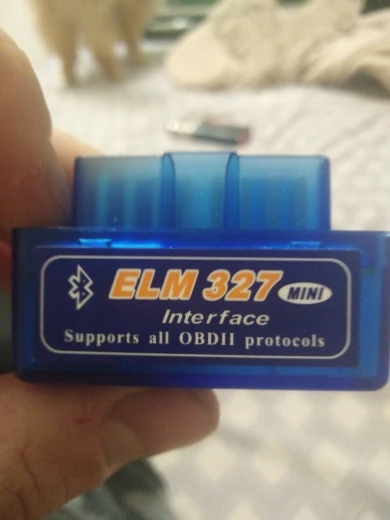 ELM 327 MINI
Interface
Supports all OBDII protocols